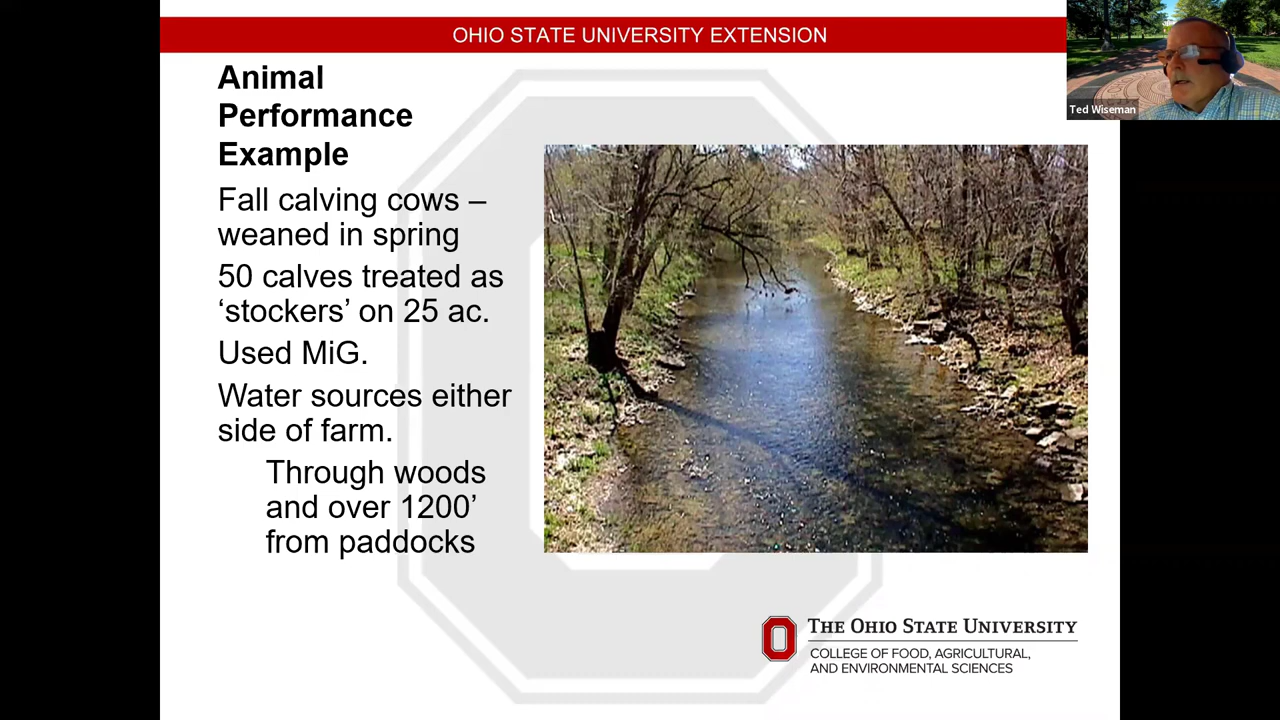 OHIO STATE UNIVERSITY EXTENSION
Ted Wiseman
Animal
Performance
Example
Fall calving cows –
weaned in spring
50 calves treated as
‘stockers’ on 25 ac.
Used MiG.
Water sources either
side of farm.
Through woods
and over 1200’
from paddocks
THE OHIO STATE UNIVERSITY
COLLEGE OF FOOD, AGRICULTURAL,
AND ENVIRONMENTAL SCIENCES